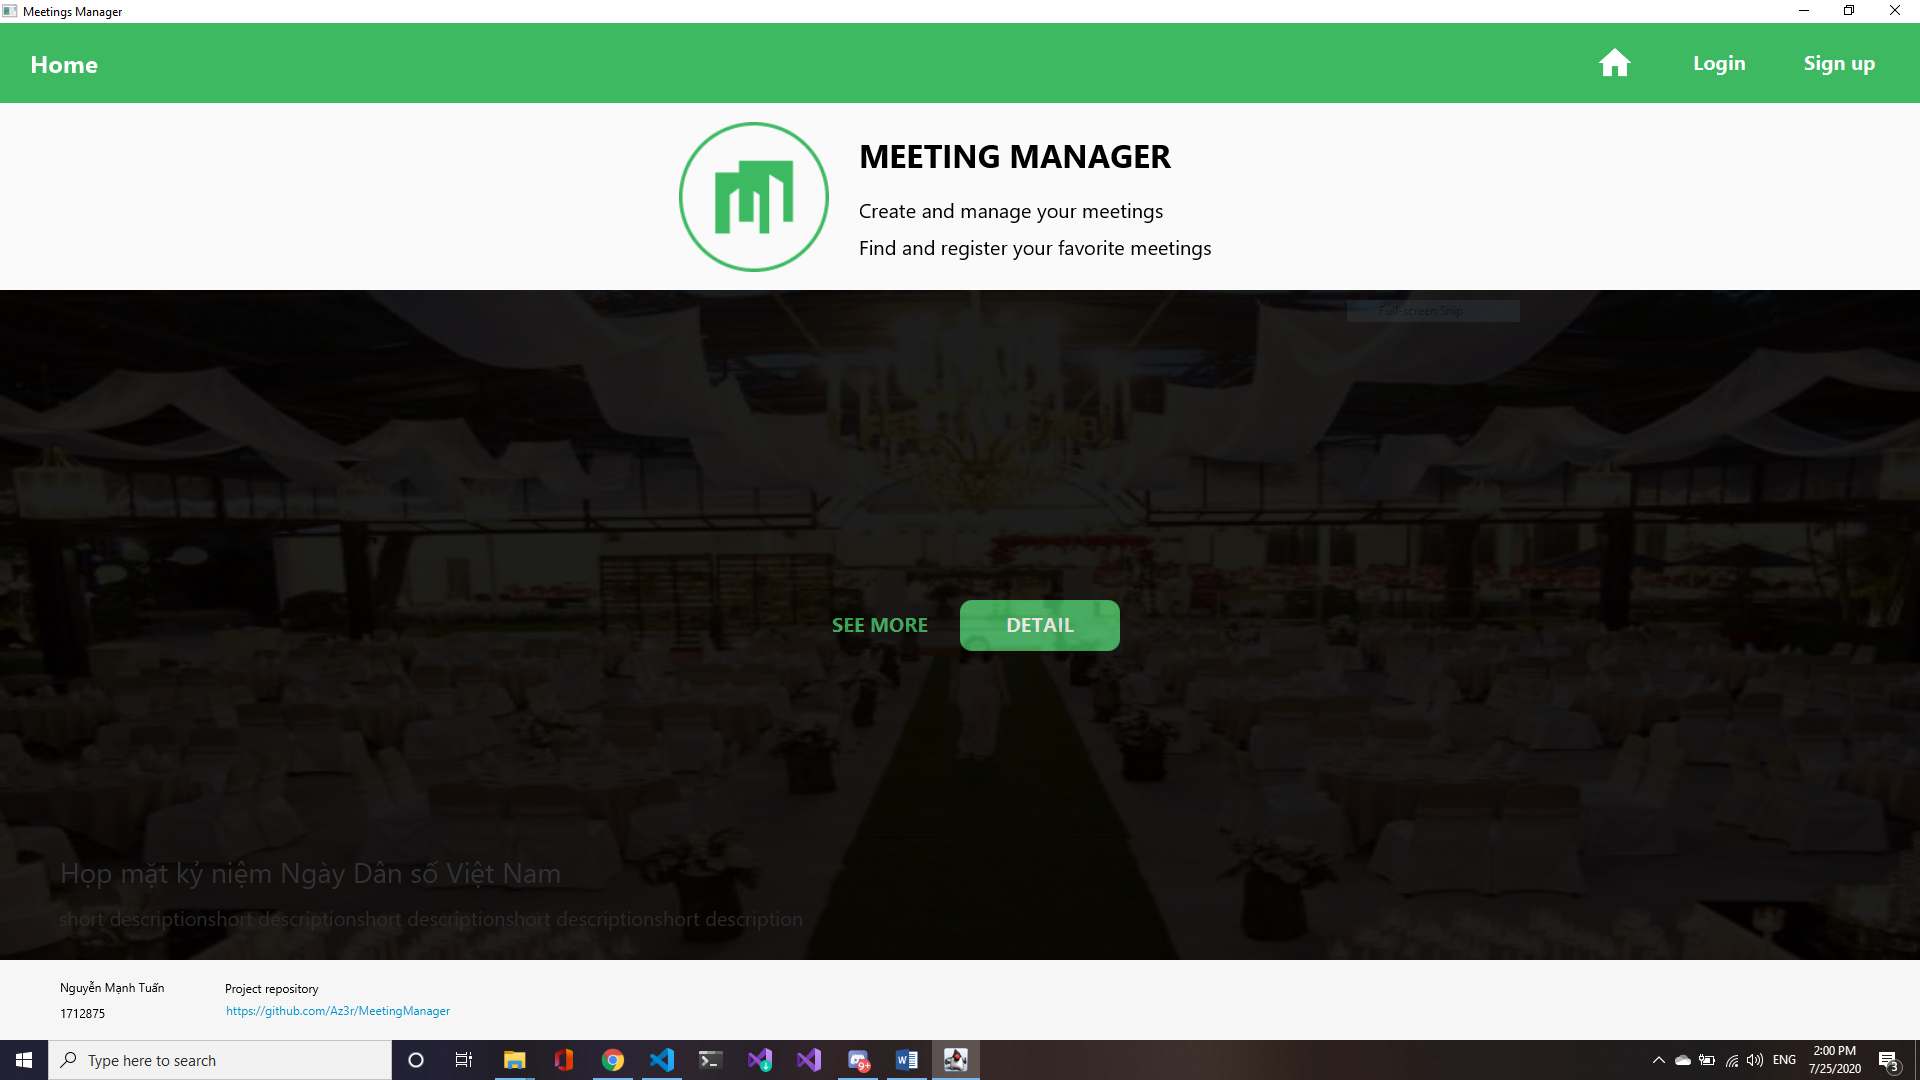 Meetings Manager
Home
Login
Sign up
MEETING MANAGER
Create and manage your meetings
Find and register your favorite meetings
Full-screen Snip
SEE MORE
DETAIL
Họp mặt kỷ niệm Ngày Dân số Việt Nam
short descriptionshort descriptionshort descriptionshort descriptionshort description
Nguyễn Mạnh Tuấn
Project repository
1712875
https://github.com/Az3r/MeetingManager
Type here to search
9+
ENG
2:00 PM
7/25/2020
3